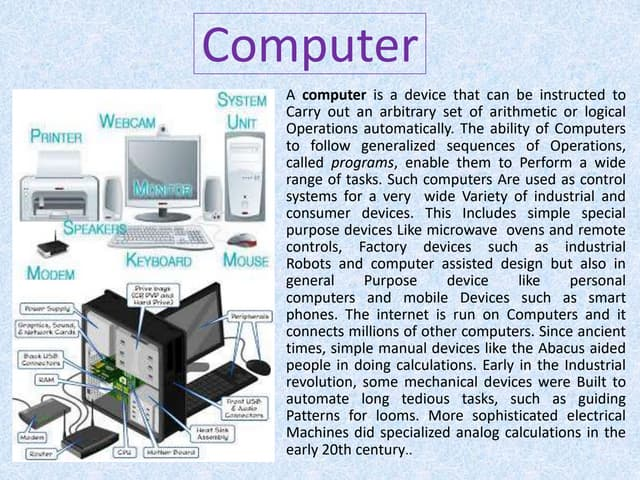 Computer
SYSTEM
UNIT
WEBCAM
PRINTER
MONITOR
SPEAKERS
KEYBOARD
MOUSE
MODEM
Drive bays
(CD, DVD and
Hard Drive)
Power Supply
Peripherals
Graphics, Sound,
& Network Cards
Back USB
Connectors
RAM
Front USB
& Audio
Connectors
Heat Sink
Assembly
Modem
Router
CPU
Mother Board
A computer is a device that can be instructed to
Carry out an arbitrary set of arithmetic or logical
Operations automatically. The ability of Computers
to follow generalized sequences of Operations,
called programs, enable them to Perform a wide
range of tasks. Such computers Are used as control
systems for a very wide Variety of industrial and
consumer devices. This Includes simple special
purpose devices Like microwave ovens and remote
controls, Factory devices such as industrial
Robots and computer assisted design but also in
general Purpose device like personal
computers and mobile Devices such as smart
phones. The internet is run on Computers and it
connects millions of other computers. Since ancient
times, simple manual devices like the Abacus aided
people in doing calculations. Early in the Industrial
revolution, some mechanical devices were Built to
automate long tedious tasks, such as guiding
Patterns for looms. More sophisticated electrical
Machines did specialized analog calculations in the
early 20th century..